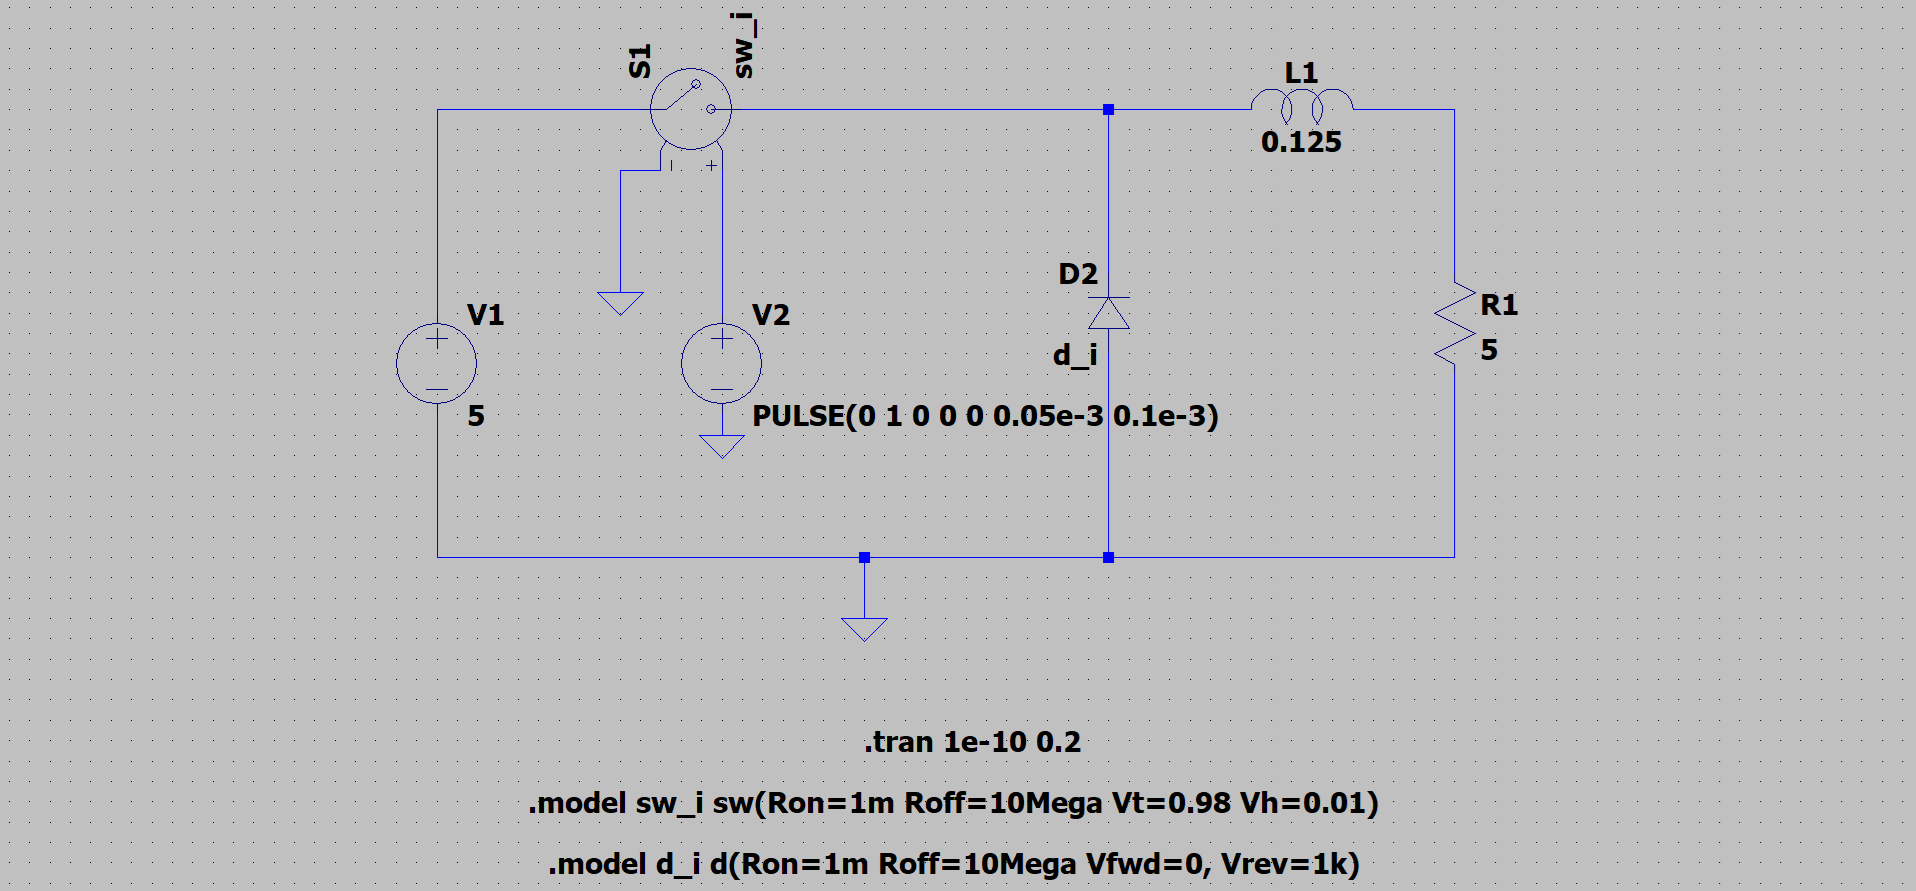 S1
sw_i
L1
0.125
D2
d_i
V1
5
V2
PULSE(0 1 0 0 0 0.05e-3 0.1e-3)
R1
5
.tran 1e-10 0.2
.model sw_i sw(Ron=1m Roff=10Mega Vt=0.98 Vh=0.01)
.model d_i d(Ron=1m Roff=10Mega Vfwd=0, Vrev=1k)